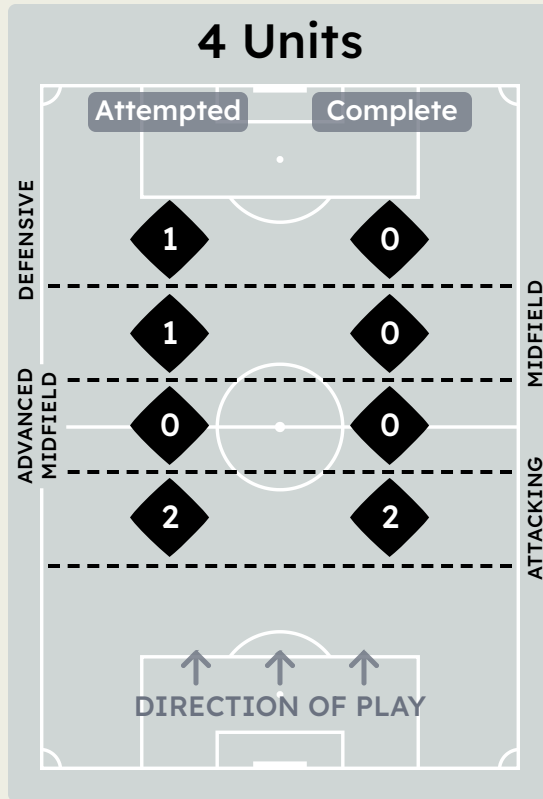 4 Units
Attempted Complete
DEFENSIVE
1 0
MIDFIELD
1 0
ADVANCED
MIDFIELD
0 0
ATTACKING
2 2
DIRECTION OF PLAY